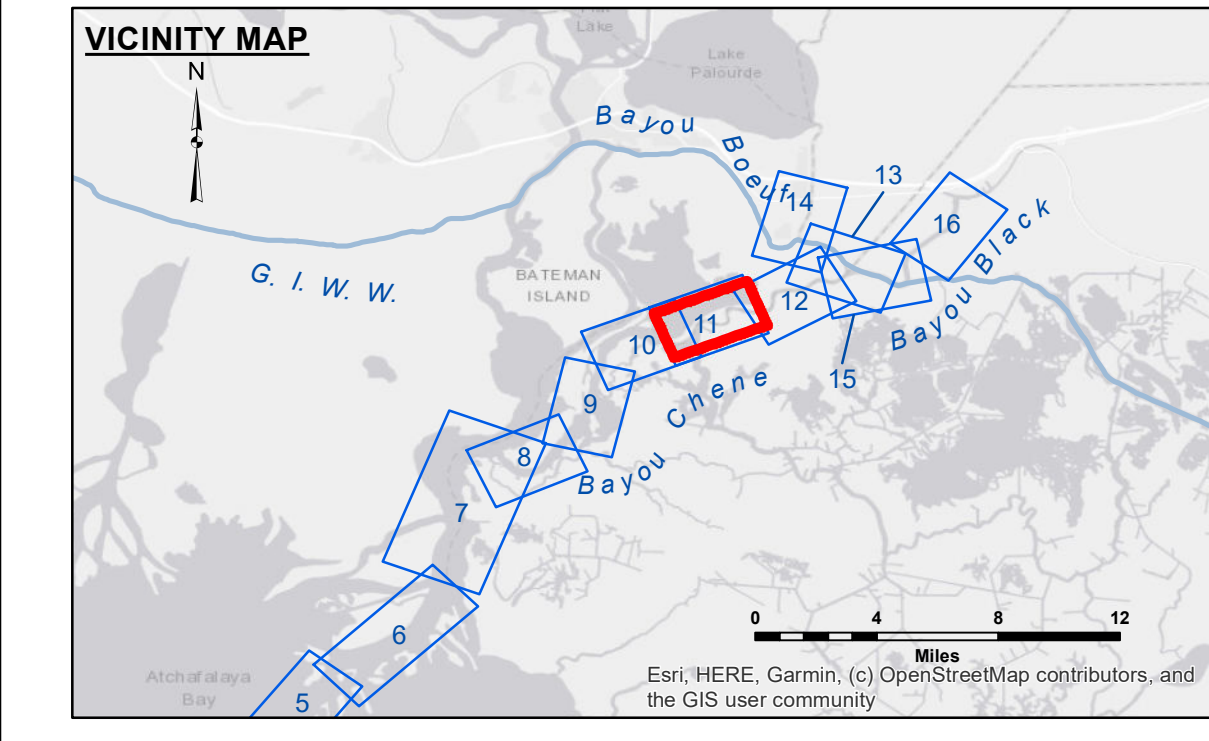 VICINITY MAP
N
Flat
Lake
Lake
Palourde
Bayou
Boeuf
13
14
16
Black
G. I. W. W.
BATEMAN
ISLAND
12
11
10
Bayou
15
Chene
9
8
Bayou
7
0 4 8 12
Miles
6
Esri, HERE, Garmin, (c) OpenStreetMap contributors, and
the GIS user community
Atchafalaya
Bay
5